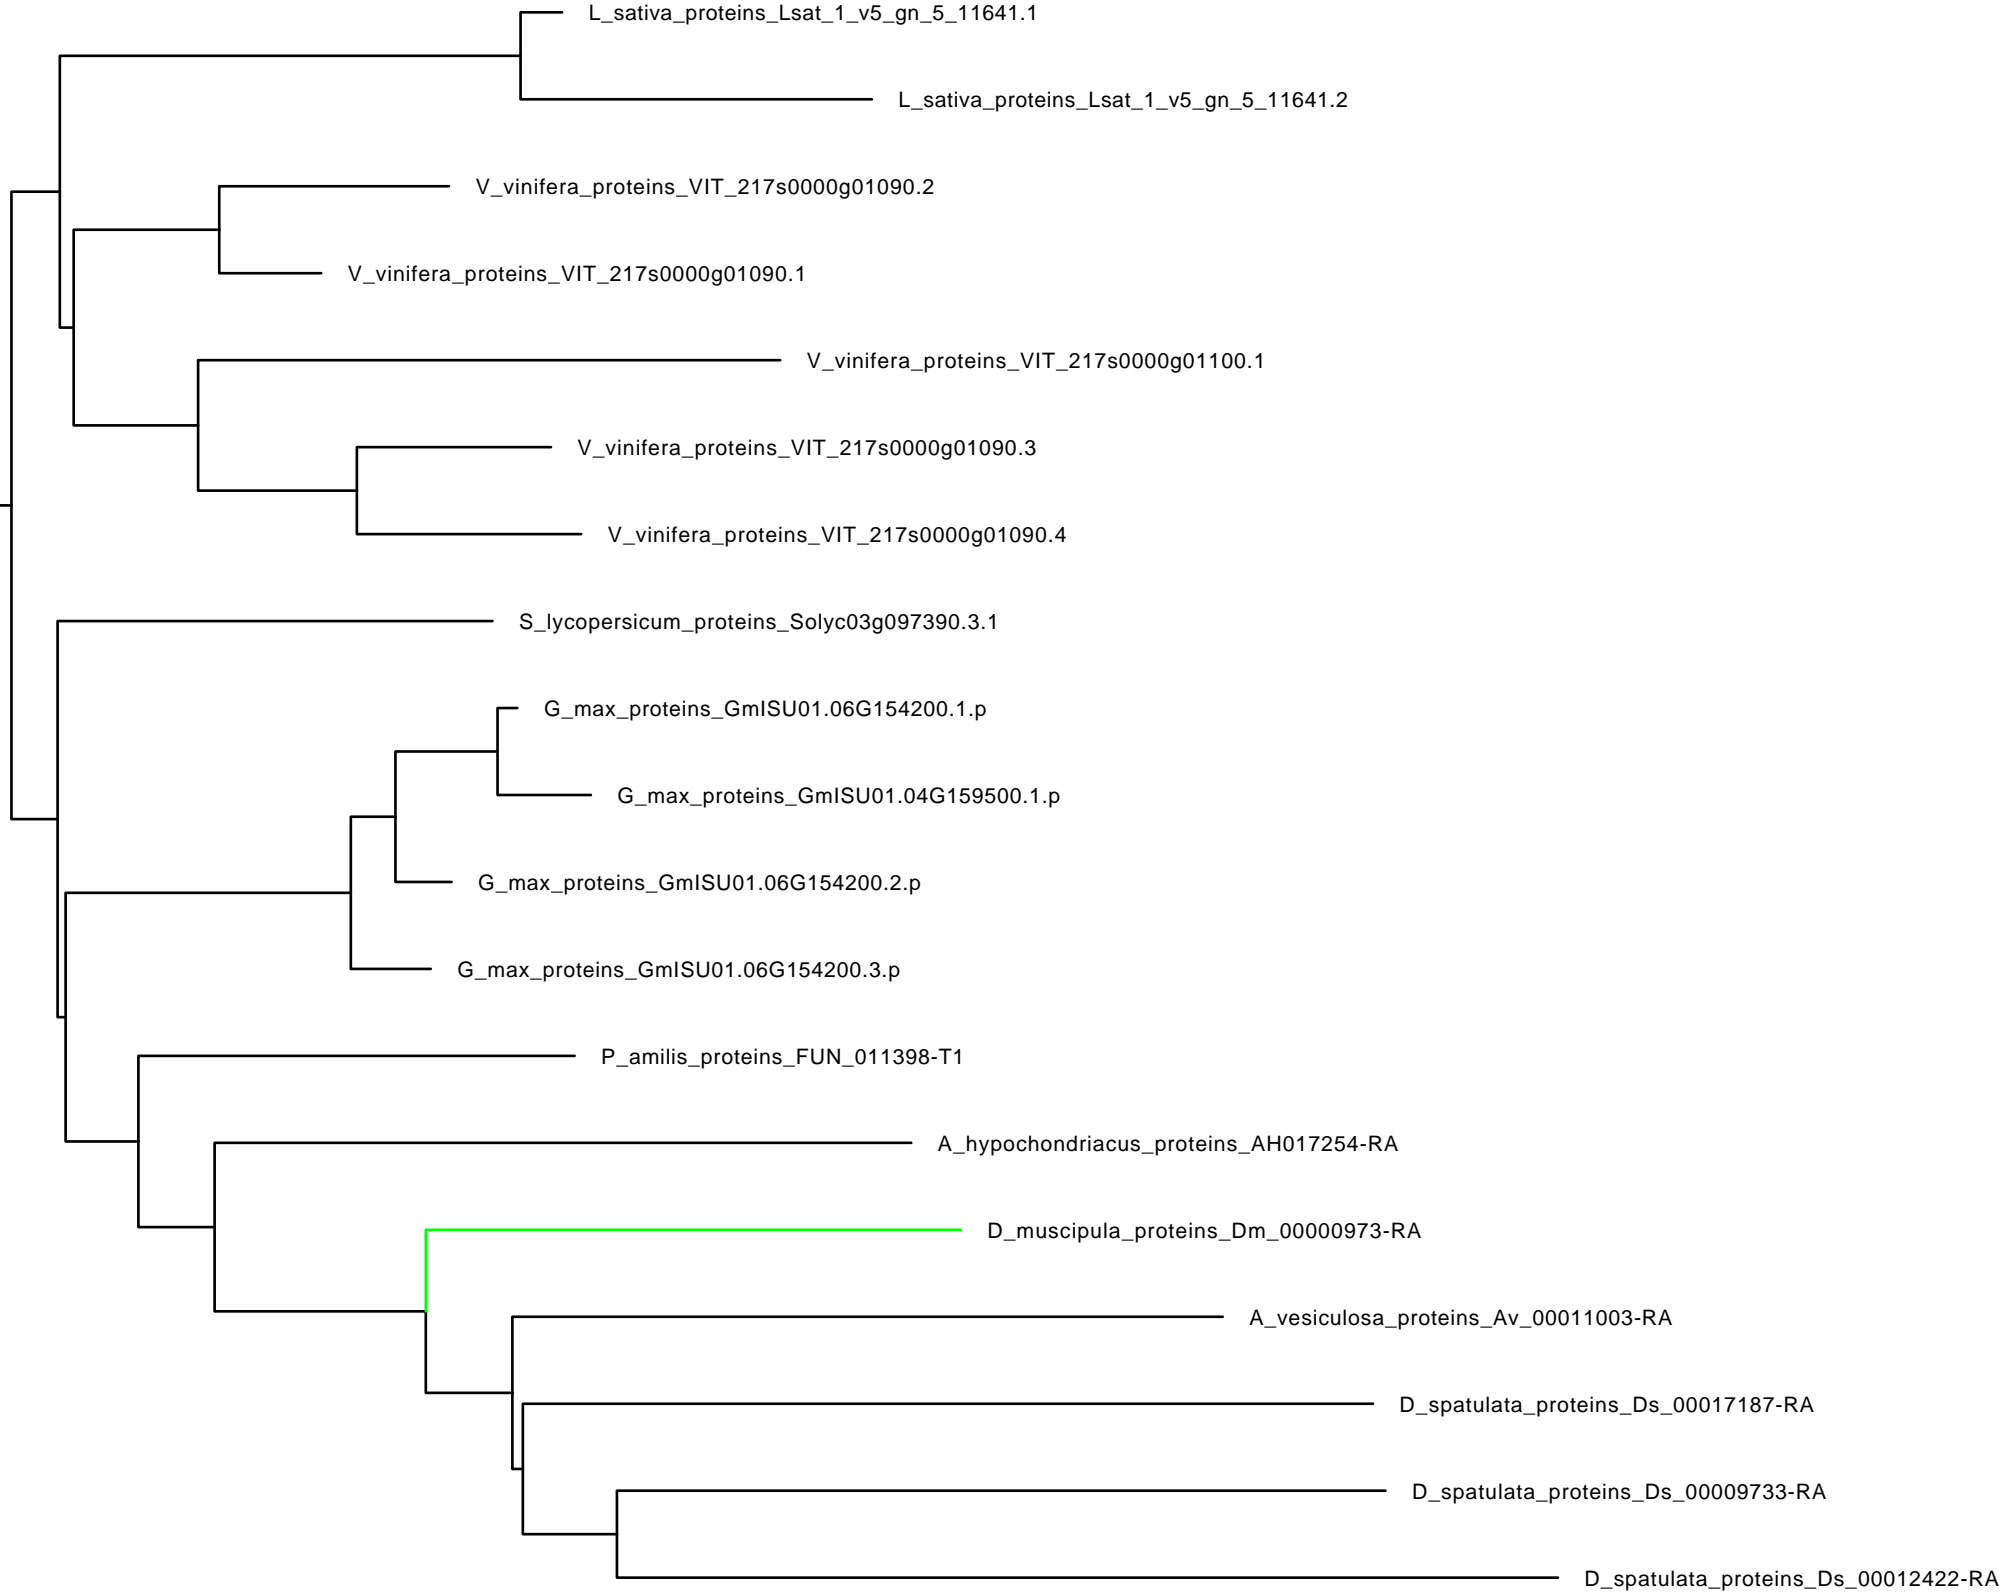 L_sativa_proteins_Lsat_1_v5_gn_5_11641.1
L_sativa_proteins_Lsat_1_v5_gn_5_11641.2
V_vinifera_proteins_VIT_217s0000g01090.2
V_vinifera_proteins_VIT_217s0000g01090.1
V_vinifera_proteins_VIT_217s0000g01100.1
V_vinifera_proteins_VIT_217s0000g01090.3
V_vinifera_proteins_VIT_217s0000g01090.4
S_lycopersicum_proteins_Solyc03g097390.3.1
G_max_proteins_GmISU01.06G154200.1.p
G_max_proteins_GmISU01.04G159500.1.p
G_max_proteins_GmISU01.06G154200.2.p
G_max_proteins_GmISU01.06G154200.3.p
P_amilis_proteins_FUN_011398-T1
A_hypochondriacus_proteins_AH017254-RA
D_muscipula_proteins_Dm_00000973-RA
A_vesiculosa_proteins_Av_00011003-RA
D_spatulata_proteins_Ds_00017187-RA
D_spatulata_proteins_Ds_00009733-RA
D_spatulata_proteins_Ds_00012422-RA